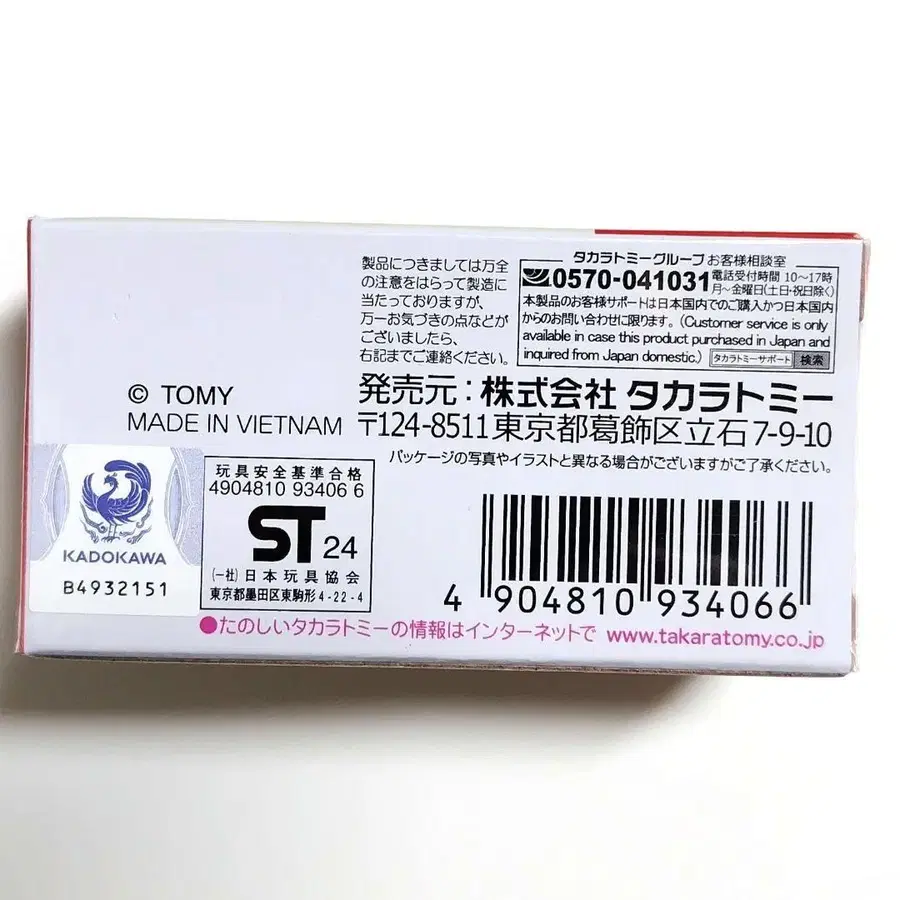 製品につきましては万全
の注意をはらって製造に
当たっておりますが、
万一お気づきの点などが
ございましたら、
右記までご連絡ください。
タカラトミーグループ お客様相談室
0570-041031 電話受付時間 10～17時
月～金曜日(土日・祝日除く)
本製品のお客様サポートは日本国内でのご購入かつ日本国内
からのお問い合わせに限ります。(Customer service is only
available in case this product purchased in Japan and
inquired from Japan domestic.) タカラトミーサポート 検索
© TOMY
MADE IN VIETNAM
発売元：株式会社 タカラトミー
〒124-8511 東京都葛飾区立石7-9-10
パッケージの写真やイラストと異なる場合がございますがご了承ください。
KADOKAWA
B4932151
玩具安全基準合格
4904810 93406 6
ST 24
(一社)日本玩具協会
東京都墨田区東駒形4-22-4
4 904810 934066
●たのしいタカラトミーの情報はインターネットで www.takaratomy.co.jp